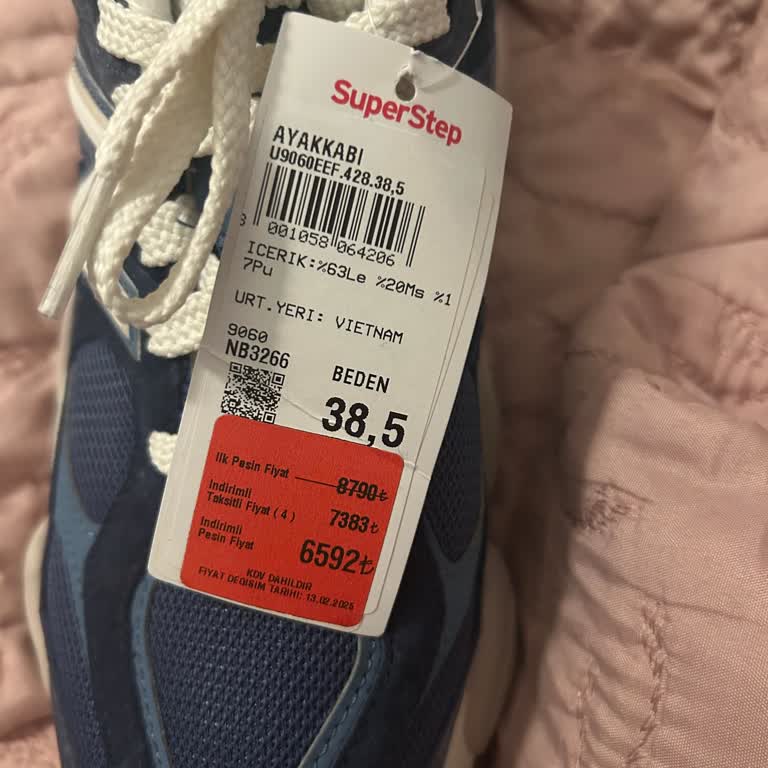 SuperStep
AYAKKABI
U9060EEF.428.38,5
8 001058 064206
ICERIK:%63Le %20Ms %1
7Pu
URT.YERI: VIETNAM
9060
NB3266
BEDEN
38,5
Ilk Pesin Fiyat 8790₺
Indirimli
Taksitli Fiyat ( 4 ) 7383₺
Indirimli
Pesin Fiyat 6592₺
KDV DAHILDIR
FIYAT DEGISIM TARIHI: 13.02.2025